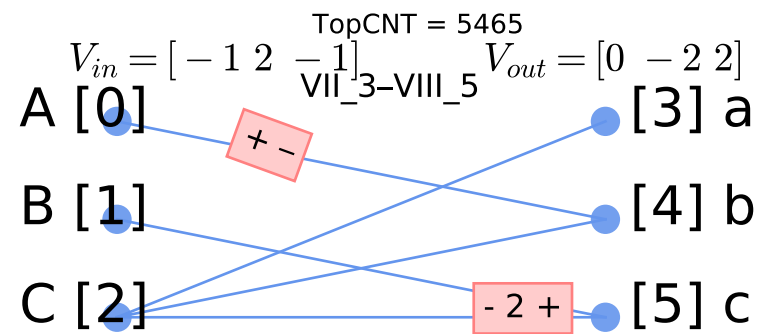 TopCNT = 5465
V_in = [ − 1 2 − 1] V_out = [0 − 2 2]
VII_3–VIII_5
A [0] [3] a
+ −
B [1] [4] b
C [2] - 2 + [5] c